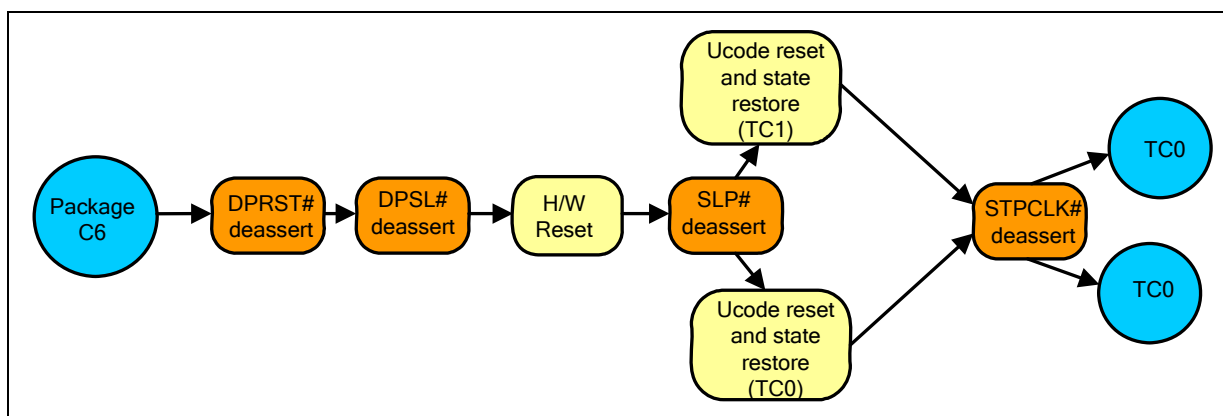 Package
C6
DPRST#
deassert
DPSL#
deassert
H/W
Reset
SLP#
deassert
Ucode reset
and state
restore
(TC1)
Ucode reset
and state
restore
(TC0)
STPCLK#
deassert
TC0
TC0